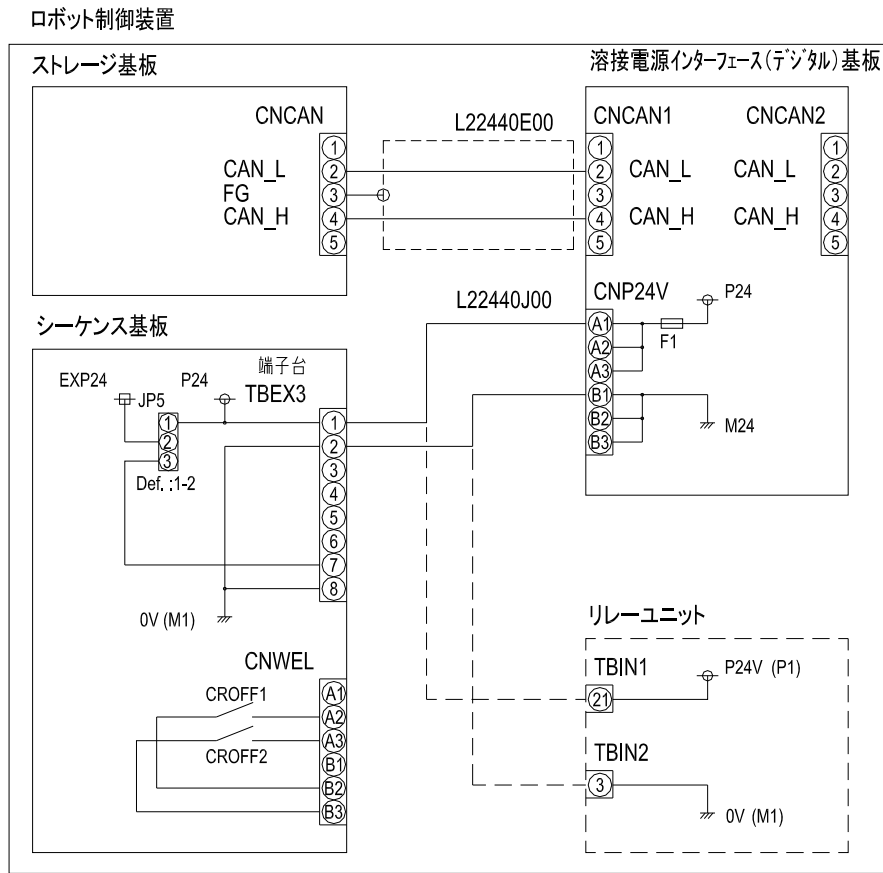 ロボット制御装置
ストレージ基板
CNCAN
1
CAN_L 2
FG 3
CAN_H 4
5
L22440E00
溶接電源インターフェース(デジタル)基板
CNCAN1 CNCAN2
1 1
2 CAN_L CAN_L 2
3 3
4 CAN_H CAN_H 4
5 5
L22440J00
CNP24V
P24
A1
F1
A2
A3
B1
B2
M24
B3
シーケンス基板
端子台
EXP24 P24 TBEX3
JP5
1 1
2 2
3 3
Def. :1-2
4
5
6
7
8
0V (M1)
CNWEL
A1
CROFF1
A2
A3
CROFF2
B1
B2
B3
リレーユニット
TBIN1
P24V (P1)
21
TBIN2
3
0V (M1)